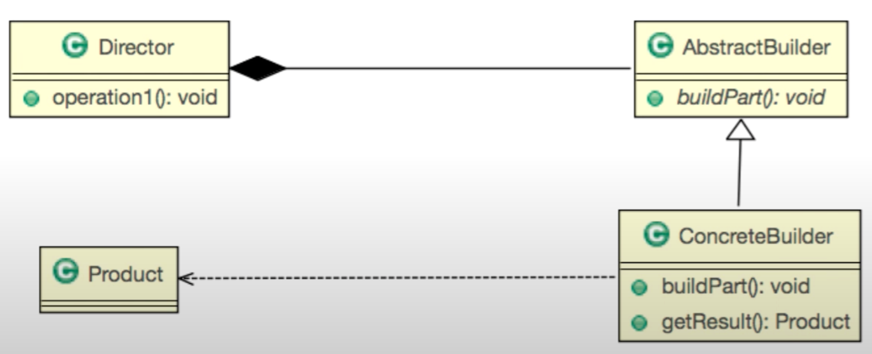 C Director
operation1(): void
C AbstractBuilder
buildPart(): void
C Product
C ConcreteBuilder
buildPart(): void
getResult(): Product